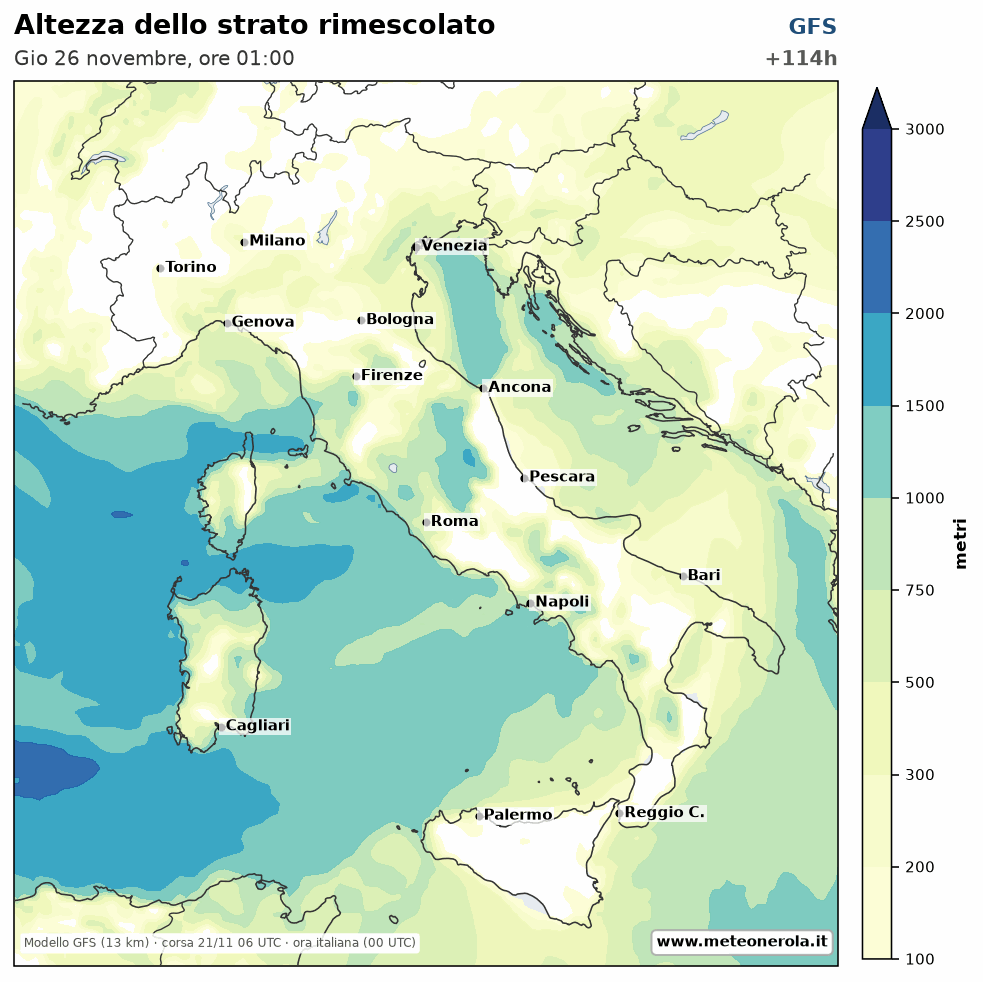 Altezza dello strato rimescolato
GFS
Gio 26 novembre, ore 01:00
+114h
3000
2500
2000
1500
1000
750
500
300
200
100
metri
Venezia
Milano
Torino
Genova
Bologna
Firenze
Ancona
Pescara
Roma
Bari
Napoli
Cagliari
Palermo
Reggio C.
Modello GFS (13 km) · corsa 21/11 06 UTC · ora italiana (00 UTC)
www.meteonerola.it